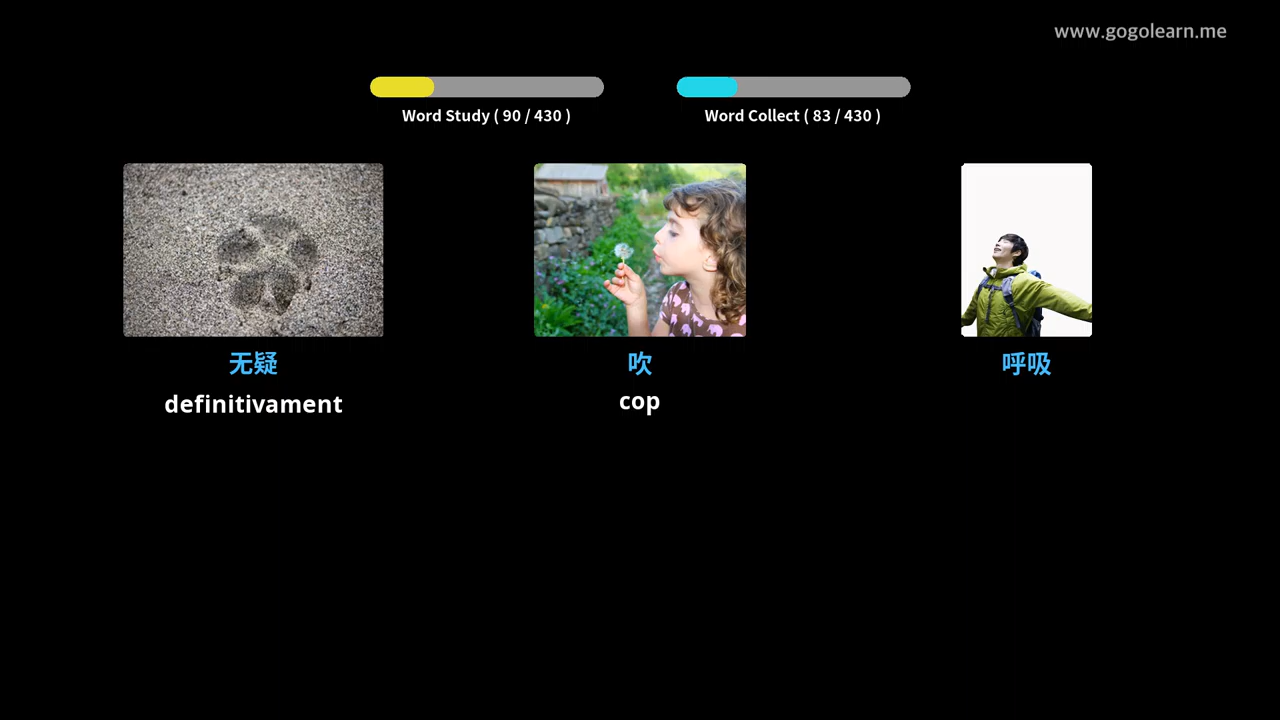 www.gogolearn.me
Word Study ( 90 / 430 )
Word Collect ( 83 / 430 )
无疑
吹
呼吸
definitivament
cop